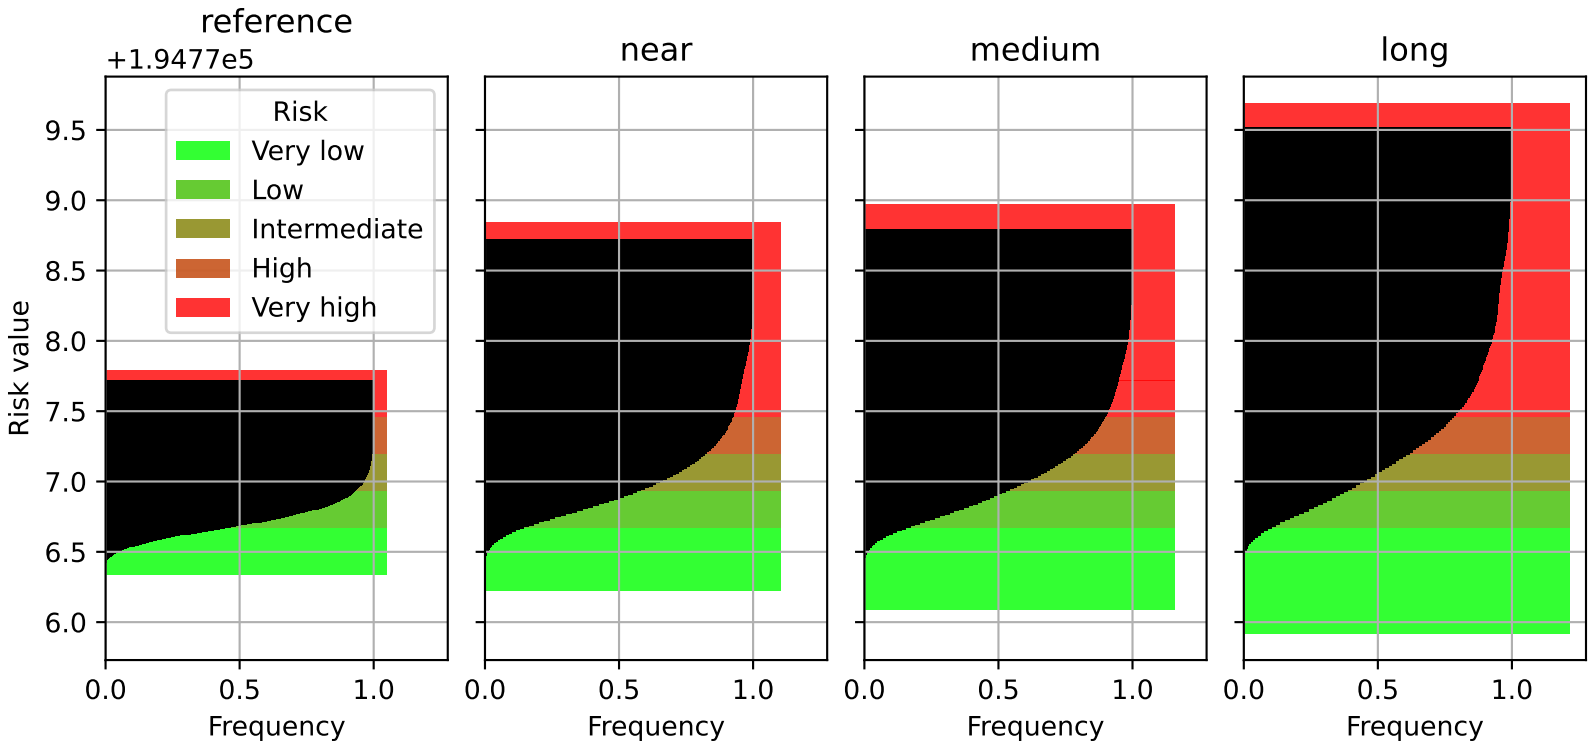 reference
near
medium
long
+1.9477e5
Risk
Very low
Low
Intermediate
High
Very high
Risk value
9.5
9.0
8.5
8.0
7.5
7.0
6.5
6.0
0.0 0.5 1.0
0.0 0.5 1.0
0.0 0.5 1.0
0.0 0.5 1.0
Frequency
Frequency
Frequency
Frequency